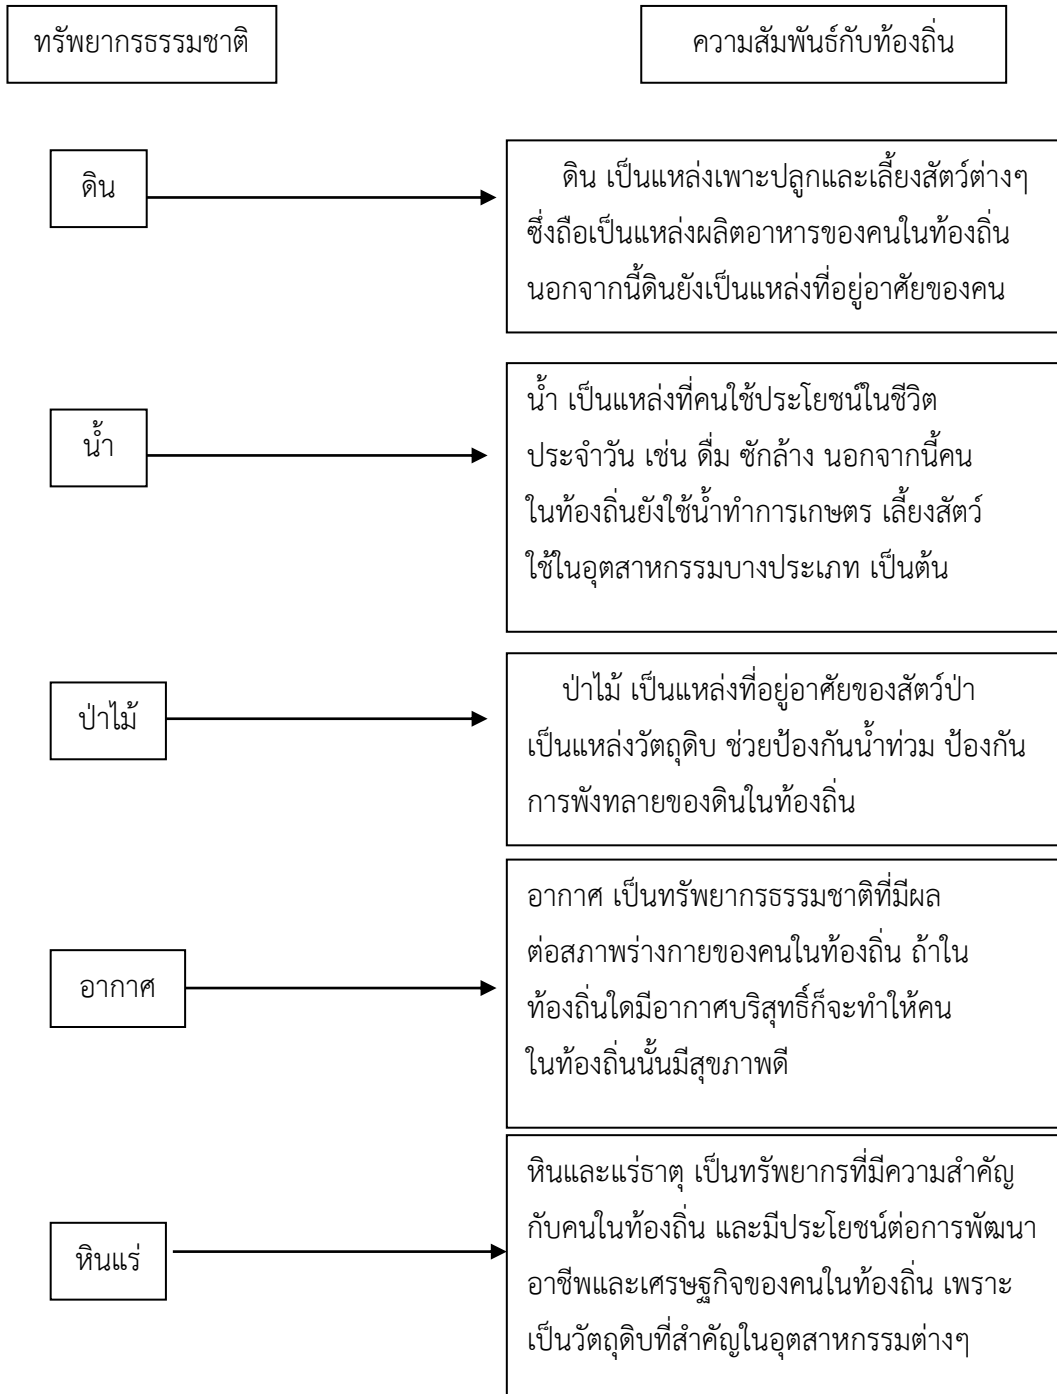 ทรัพยากรธรรมชาติ
ความสัมพันธ์กับท้องถิ่น
ดิน
ดิน เป็นแหล่งเพาะปลูกและเลี้ยงสัตว์ต่างๆ
ซึ่งถือเป็นแหล่งผลิตอาหารของคนในท้องถิ่น
นอกจากนี้ดินยังเป็นแหล่งที่อยู่อาศัยของคน
น้ำ
น้ำ เป็นแหล่งที่คนใช้ประโยชน์ในชีวิต
ประจำวัน เช่น ดื่ม ซักล้าง นอกจากนี้คน
ในท้องถิ่นยังใช้น้ำทำการเกษตร เลี้ยงสัตว์
ใช้ในอุตสาหกรรมบางประเภท เป็นต้น
ป่าไม้
ป่าไม้ เป็นแหล่งที่อยู่อาศัยของสัตว์ป่า
เป็นแหล่งวัตถุดิบ ช่วยป้องกันน้ำท่วม ป้องกัน
การพังทลายของดินในท้องถิ่น
อากาศ
อากาศ เป็นทรัพยากรธรรมชาติที่มีผล
ต่อสภาพร่างกายของคนในท้องถิ่น ถ้าใน
ท้องถิ่นใดมีอากาศบริสุทธิ์ก็จะทำให้คน
ในท้องถิ่นนั้นมีสุขภาพดี
หินแร่
หินและแร่ธาตุ เป็นทรัพยากรที่มีความสำคัญ
กับคนในท้องถิ่น และมีประโยชน์ต่อการพัฒนา
อาชีพและเศรษฐกิจของคนในท้องถิ่น เพราะ
เป็นวัตถุดิบที่สำคัญในอุตสาหกรรมต่างๆ